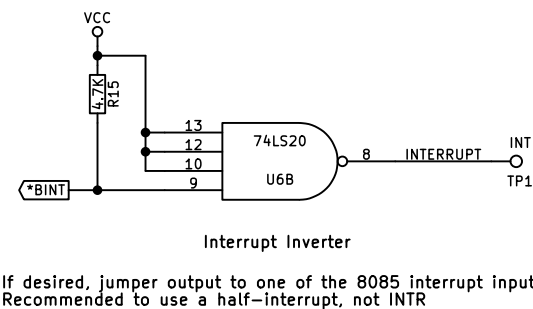 VCC
4.7K
R15
13
12
10
9
74LS20
U6B
8
INTERRUPT
INT
TP1
*BINT
Interrupt Inverter
If desired, jumper output to one of the 8085 interrupt input
Recommended to use a half-interrupt, not INTR